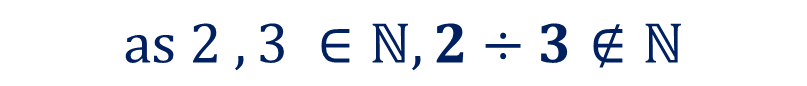 as 2 , 3 ∈ ℕ, 2 ÷ 3 ∉ ℕ